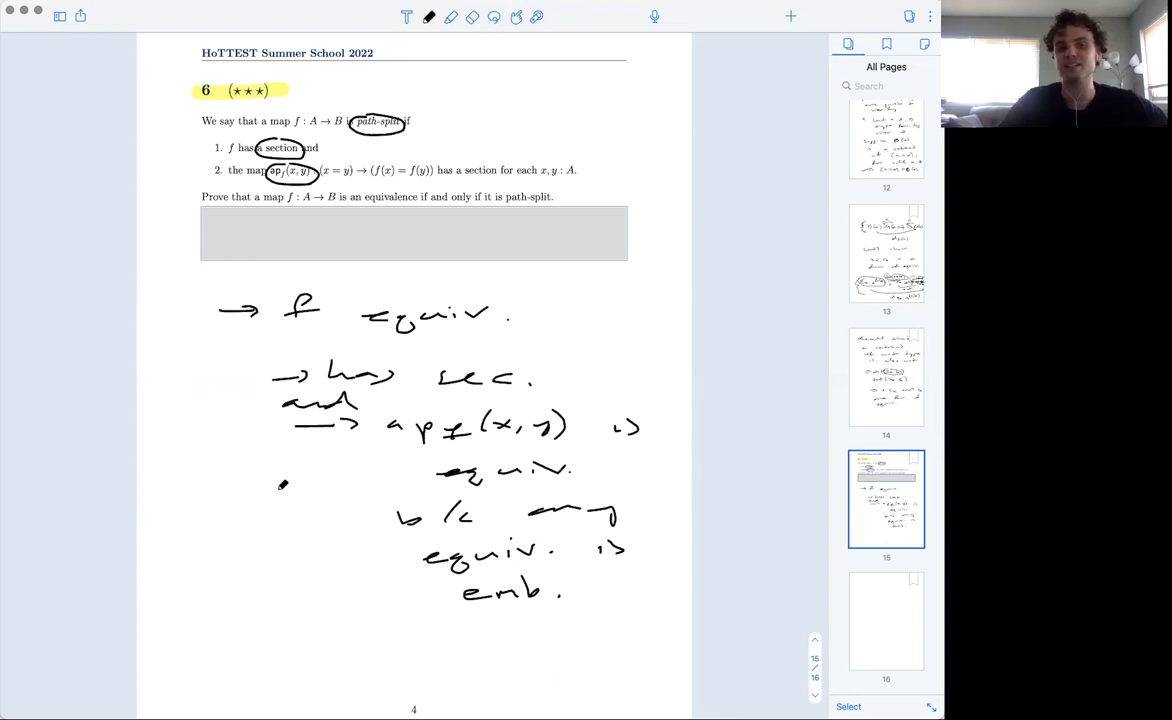 HoTTEST Summer School 2022
6 (⋆⋆⋆)
We say that a map f : A → B is path-split if
1. f has a section and
2. the map ap_f(x, y) : (x = y) → (f(x) = f(y)) has a section for each x, y : A.
Prove that a map f : A → B is an equivalence if and only if it is path-split.
→ f equiv.
→ has sec.
and
→ ap_f(x, y) is
equiv.
b/c any
equiv. is
emb.
4
All Pages
Search
12
13
14
15
16
15
/
16
Select